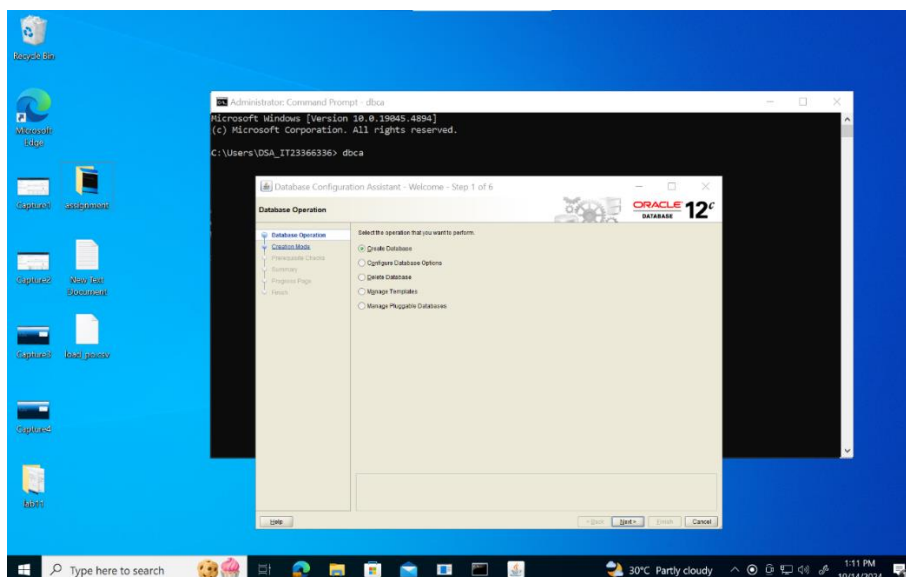 Recycle Bin
Microsoft
Edge
Capture1
assignment
Capture2
New Text
Document
Capture3
Capture4
lab11
Administrator: Command Prompt - dbca
Microsoft Windows [Version 10.0.19045.4894]
(c) Microsoft Corporation. All rights reserved.
C:\Users\DSA_IT23366336> dbca
Database Configuration Assistant - Welcome - Step 1 of 6
Database Operation
ORACLE
DATABASE
12c
Database Operation
Creation Mode
Prerequisite Checks
Summary
Progress Page
Finish
Select the operation that you want to perform.
Create Database
Configure Database Options
Delete Database
Manage Templates
Manage Pluggable Databases
Help
< Back
Next >
Finish
Cancel
Type here to search
30°C Partly cloudy
1:11 PM
10/14/2024